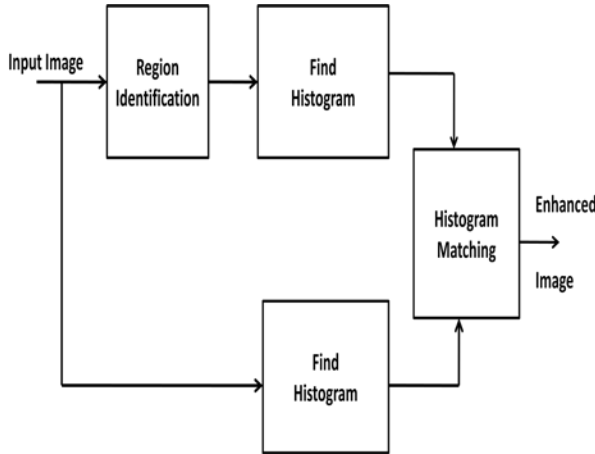 Input Image
Region
Identification
Find
Histogram
Histogram
Matching
Enhanced
Image
Find
Histogram